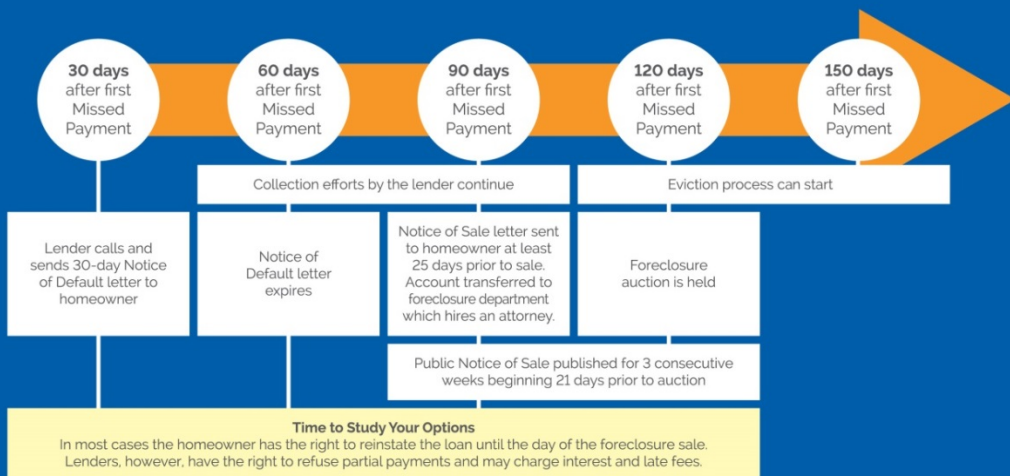 30 days
after first
Missed
Payment
60 days
after first
Missed
Payment
90 days
after first
Missed
Payment
120 days
after first
Missed
Payment
150 days
after first
Missed
Payment
Collection efforts by the lender continue
Eviction process can start
Lender calls and
sends 30-day Notice
of Default letter to
homeowner
Notice of
Default letter
expires
Notice of Sale letter sent
to homeowner at least
25 days prior to sale.
Account transferred to
foreclosure department
which hires an attorney.
Foreclosure
auction is held
Public Notice of Sale published for 3 consecutive
weeks beginning 21 days prior to auction
Time to Study Your Options
In most cases the homeowner has the right to reinstate the loan until the day of the foreclosure sale.
Lenders, however, have the right to refuse partial payments and may charge interest and late fees.